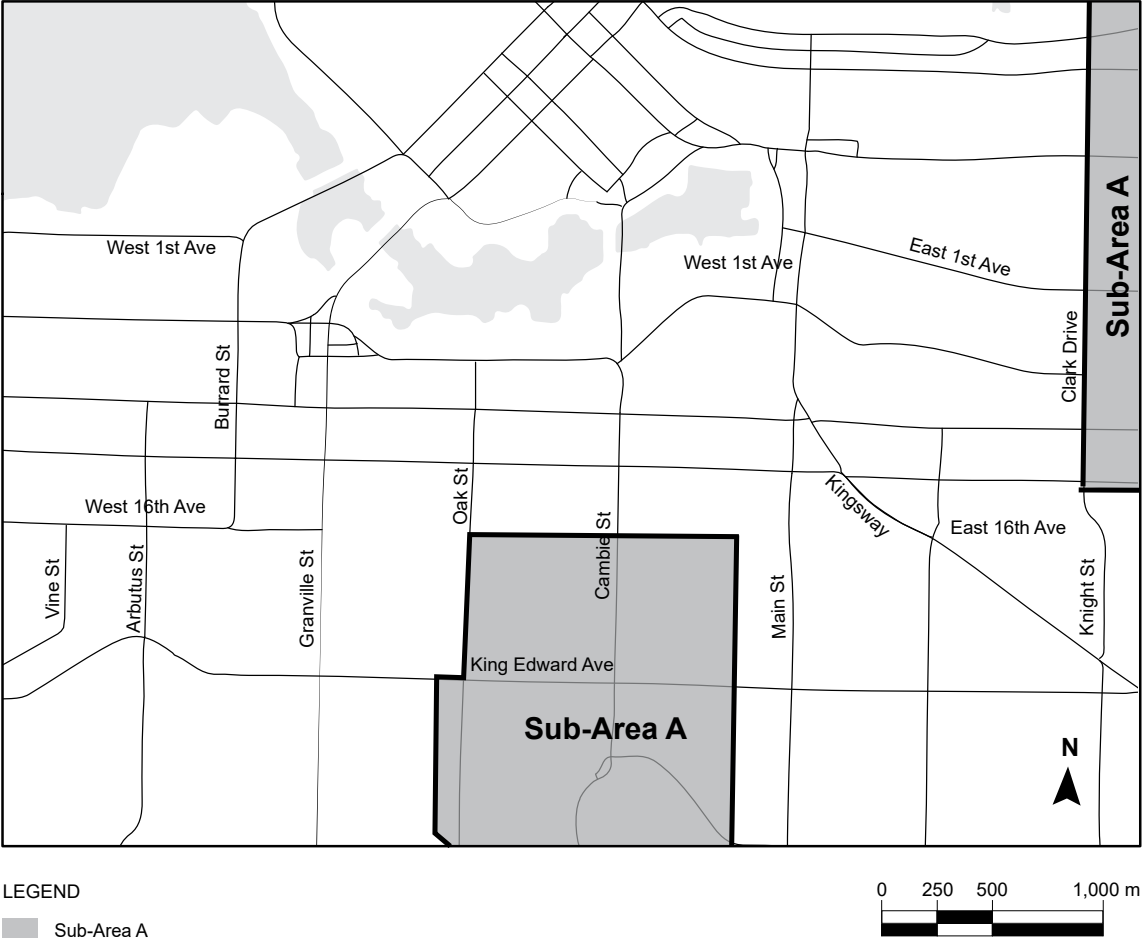 Sub-Area A
West 1st Ave
East 1st Ave
West 1st Ave
Clark Drive
Burrard St
Oak St
Kingsway
West 16th Ave
East 16th Ave
Cambie St
Vine St
Arbutus St
Granville St
Main St
Knight St
King Edward Ave
Sub-Area A
N
LEGEND
Sub-Area A
0 250 500 1,000 m